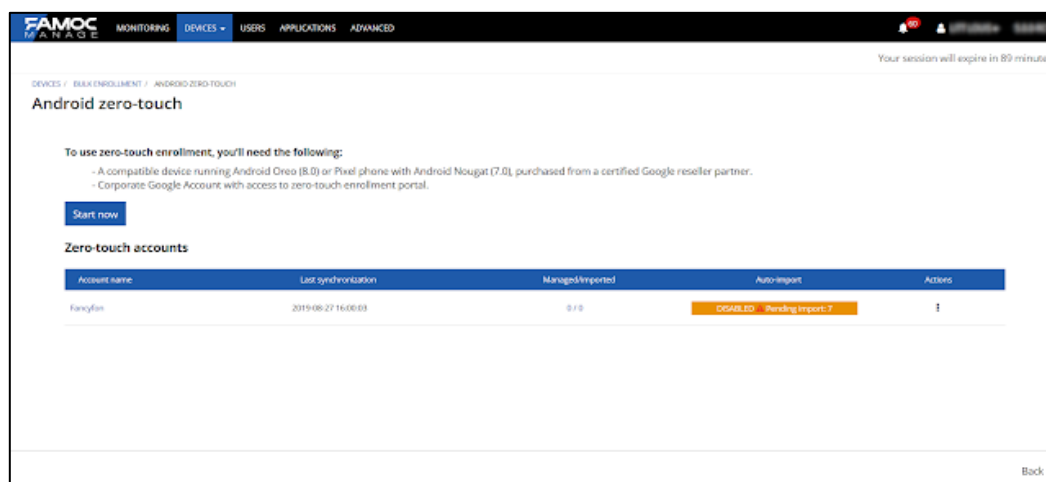 FAMOC MANAGE MONITORING DEVICES USERS APPLICATIONS ADVANCED 60
Your session will expire in 89 minute
DEVICES / BULK ENROLLMENT / ANDROID ZERO-TOUCH
Android zero-touch
To use zero-touch enrollment, you'll need the following:
- A compatible device running Android Oreo (8.0) or Pixel phone with Android Nougat (7.0), purchased from a certified Google reseller partner.
- Corporate Google Account with access to zero-touch enrollment portal.
Start now
Zero-touch accounts
Account name Last synchronization Managed/imported Auto-import Actions
Fancyfon 2019-08-27 16:00:03 0 / 0 DISABLED Pending import: 7
Back